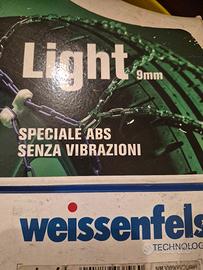 Light 9mm
SPECIALE ABS
SENZA VIBRAZIONI
weissenfels
TECHNOLOG